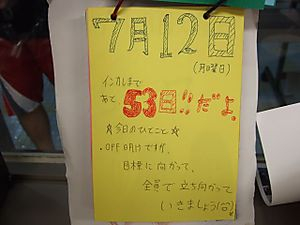 7月12日
(月曜日)
インカレまで
あと53日!!だよ。
☆今日のひとこと☆
・OFF明けですが、
目標に向かって、
全員で立ち向かって
いきましょう(^o^)